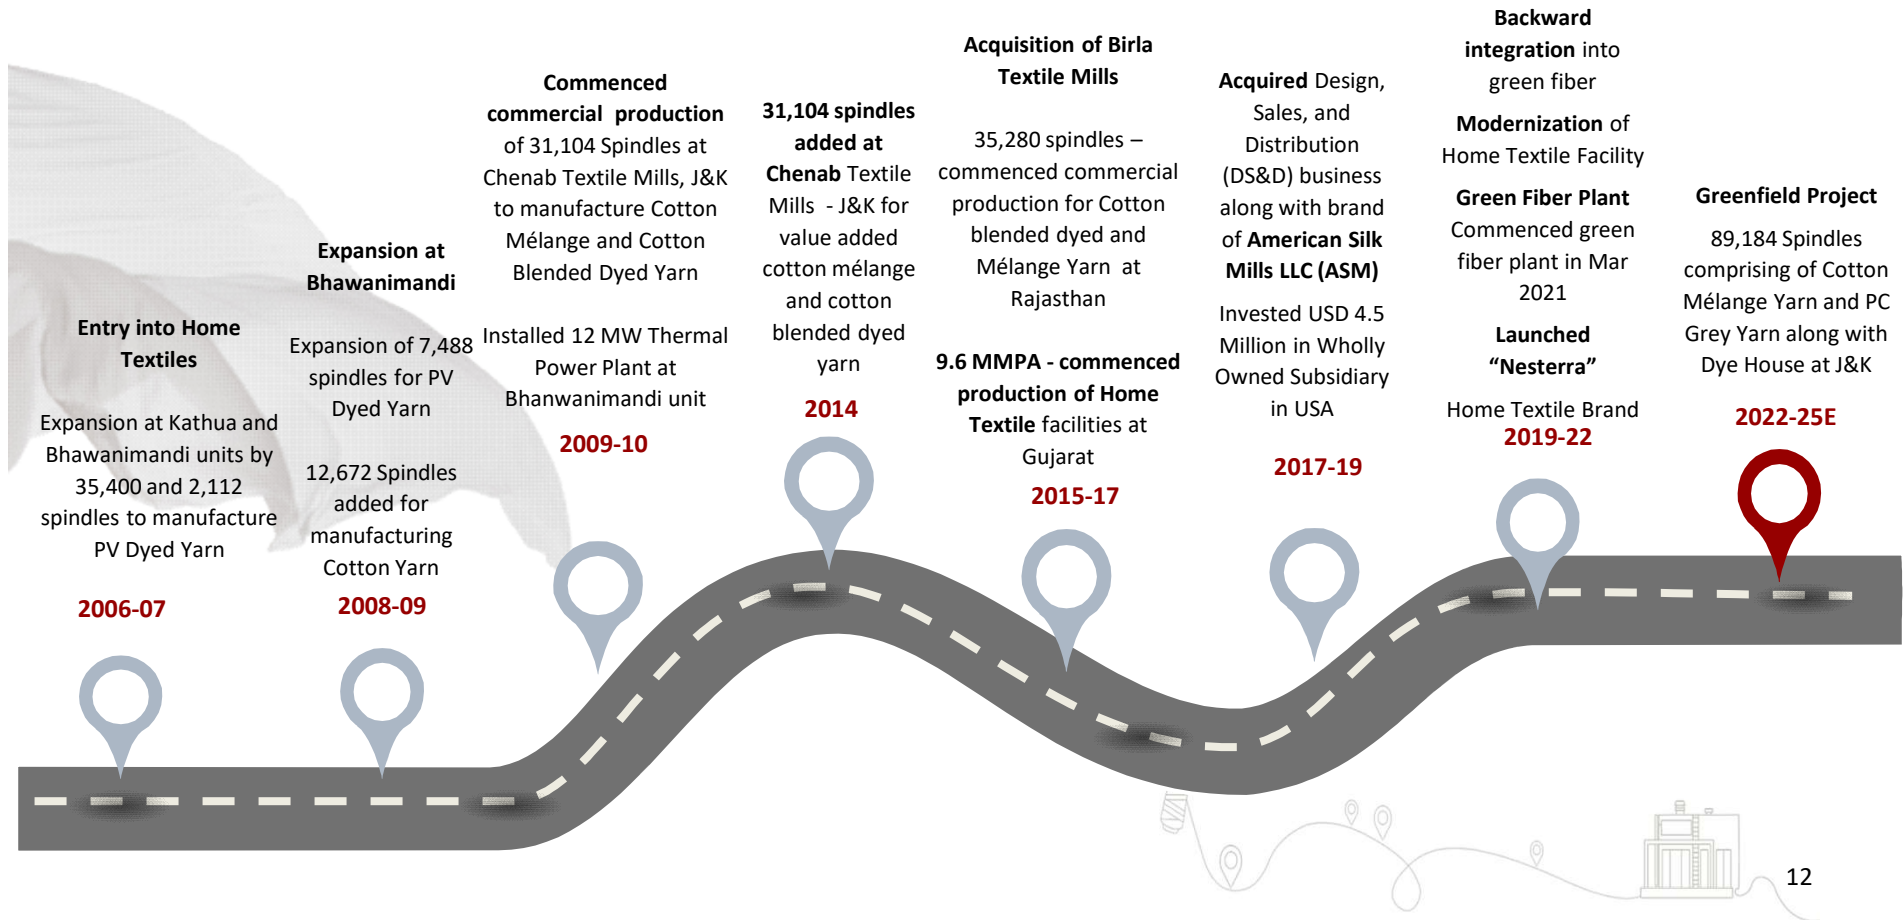 Entry into Home
Textiles
Expansion at Kathua and
Bhawanimandi units by
35,400 and 2,112
spindles to manufacture
PV Dyed Yarn
2006-07
Expansion at
Bhawanimandi
Expansion of 7,488
spindles for PV
Dyed Yarn
12,672 Spindles
added for
manufacturing
Cotton Yarn
2008-09
Commenced
commercial production
of 31,104 Spindles at
Chenab Textile Mills, J&K
to manufacture Cotton
Mélange and Cotton
Blended Dyed Yarn
Installed 12 MW Thermal
Power Plant at
Bhanwanimandi unit
2009-10
31,104 spindles
added at
Chenab Textile
Mills - J&K for
value added
cotton mélange
and cotton
blended dyed
yarn
2014
Acquisition of Birla
Textile Mills
35,280 spindles –
commenced commercial
production for Cotton
blended dyed and
Mélange Yarn at
Rajasthan
9.6 MMPA - commenced
production of Home
Textile facilities at
Gujarat
2015-17
Acquired Design,
Sales, and
Distribution
(DS&D) business
along with brand
of American Silk
Mills LLC (ASM)
Invested USD 4.5
Million in Wholly
Owned Subsidiary
in USA
2017-19
Backward
integration into
green fiber
Modernization of
Home Textile Facility
Green Fiber Plant
Commenced green
fiber plant in Mar
2021
Launched
“Nesterra”
Home Textile Brand
2019-22
Greenfield Project
89,184 Spindles
comprising of Cotton
Mélange Yarn and PC
Grey Yarn along with
Dye House at J&K
2022-25E
12